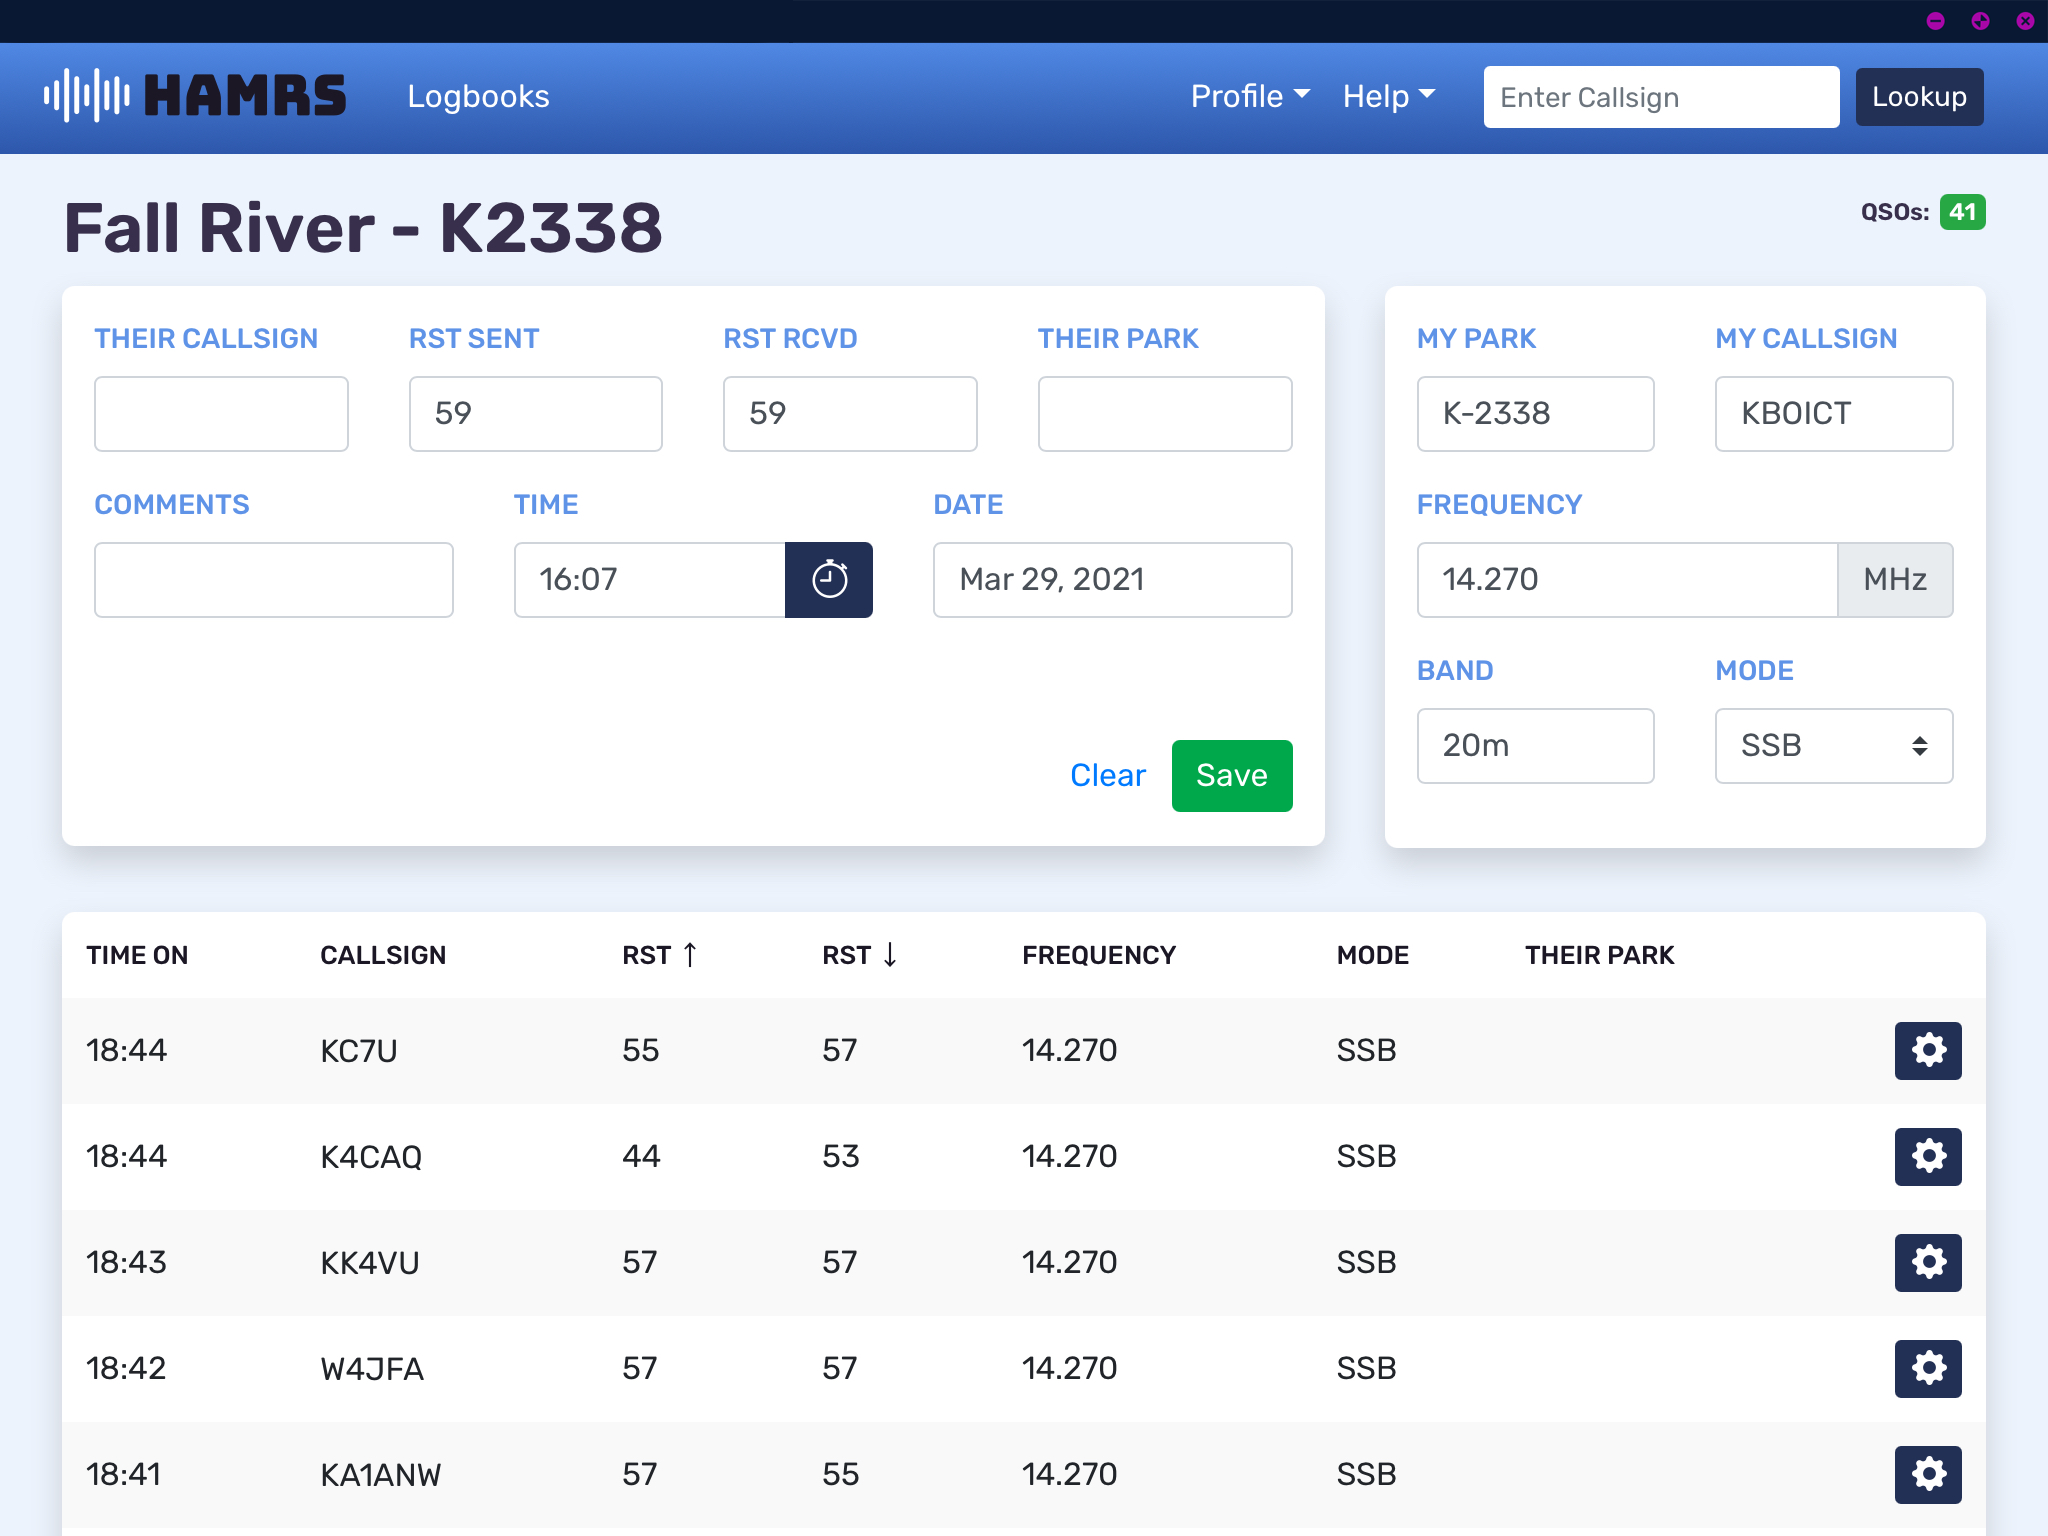 HAMRS Logbooks Profile Help Enter Callsign Lookup
Fall River - K2338
QSOs: 41
THEIR CALLSIGN RST SENT RST RCVD THEIR PARK
59 59
COMMENTS TIME DATE
16:07 Mar 29, 2021
Clear Save
MY PARK MY CALLSIGN
K-2338 KB0ICT
FREQUENCY
14.270 MHz
BAND MODE
20m SSB
TIME ON CALLSIGN RST ↑ RST ↓ FREQUENCY MODE THEIR PARK
18:44 KC7U 55 57 14.270 SSB
18:44 K4CAQ 44 53 14.270 SSB
18:43 KK4VU 57 57 14.270 SSB
18:42 W4JFA 57 57 14.270 SSB
18:41 KA1ANW 57 55 14.270 SSB